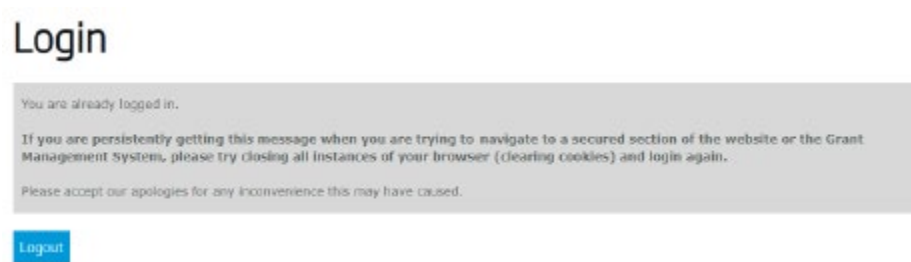 Login
You are already logged in.
If you are persistently getting this message when you are trying to navigate to a secured section of the website or the Grant
Management System, please try closing all instances of your browser (clearing cookies) and login again.
Please accept our apologies for any inconvenience this may have caused.
Logout